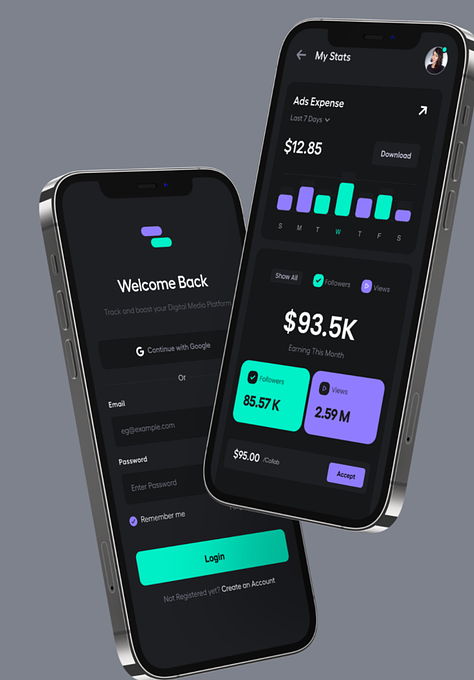 My Stats
Ads Expense
Last 7 Days
$12.85
Download
S M T W T F S
Show All Followers Views
$93.5K
Earning This Month
Followers
85.57 K
Views
2.59 M
$95.00 /Collab
Accept
Welcome Back
Track and boost your Digital Media Platform
Continue with Google
Or
Email
eg@example.com
Password
Enter Password
Remember me
Login
Not Registered yet? Create an Account